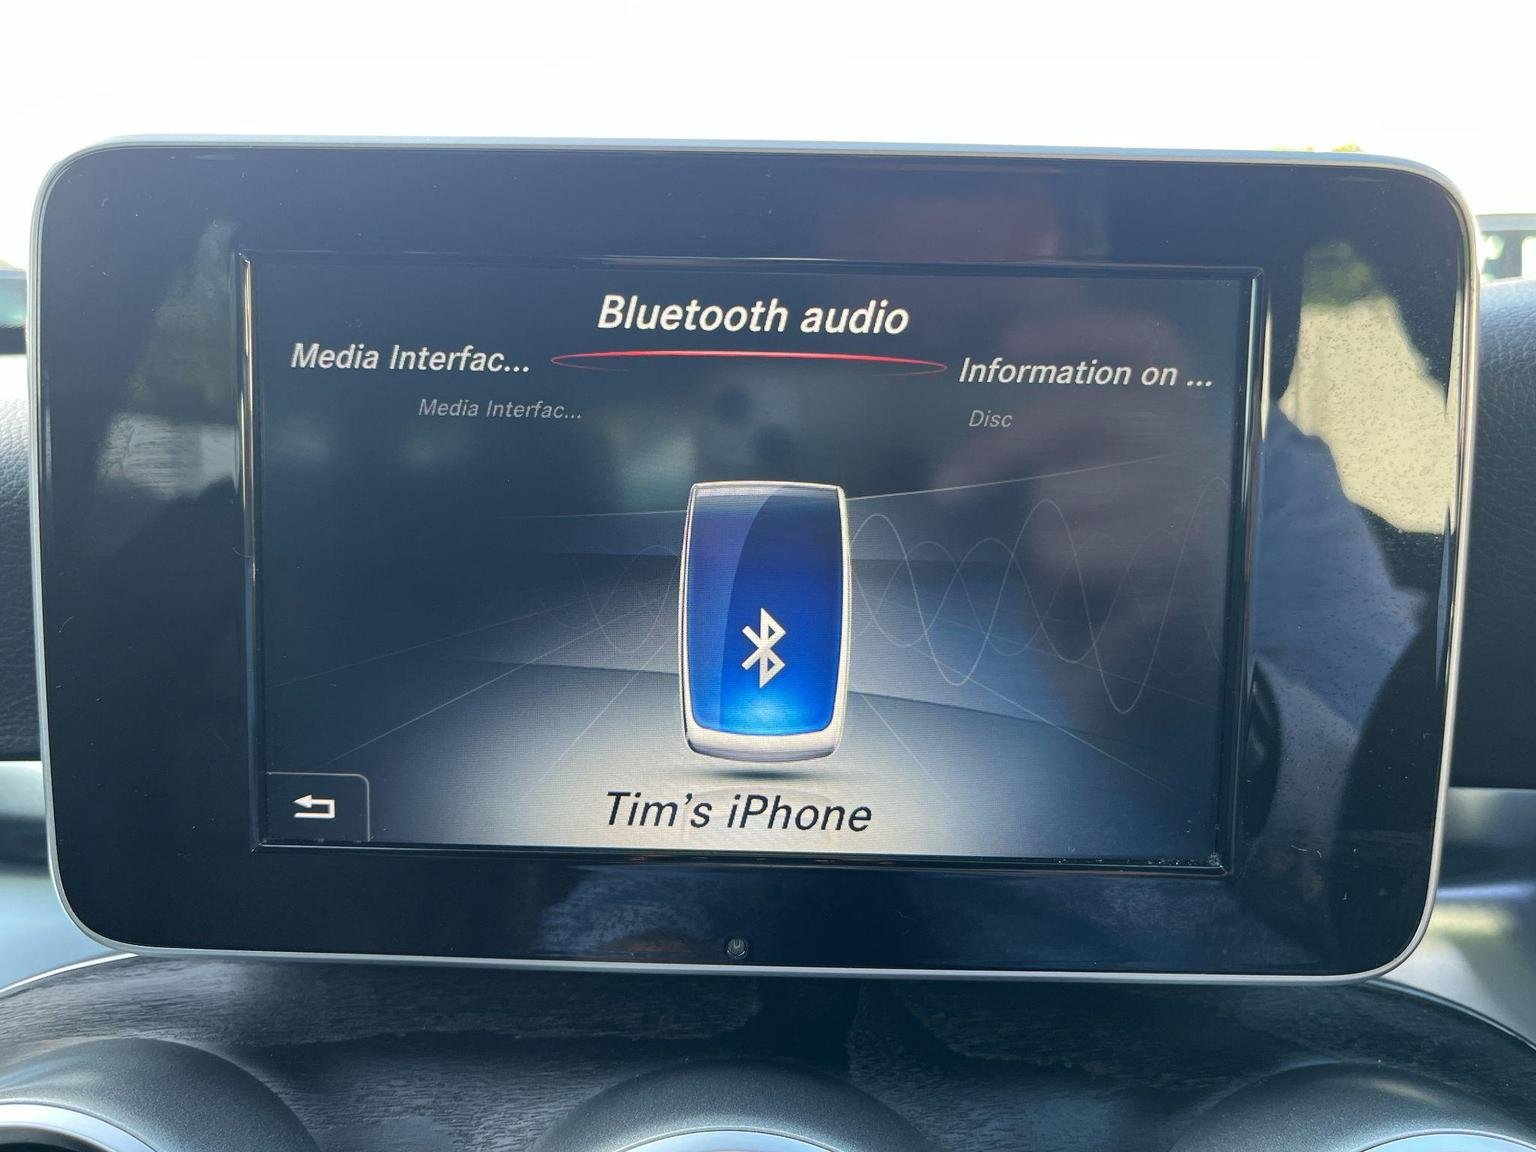 Bluetooth audio
Media Interfac...
Information on ...
Media Interfac...
Disc
Tim's iPhone